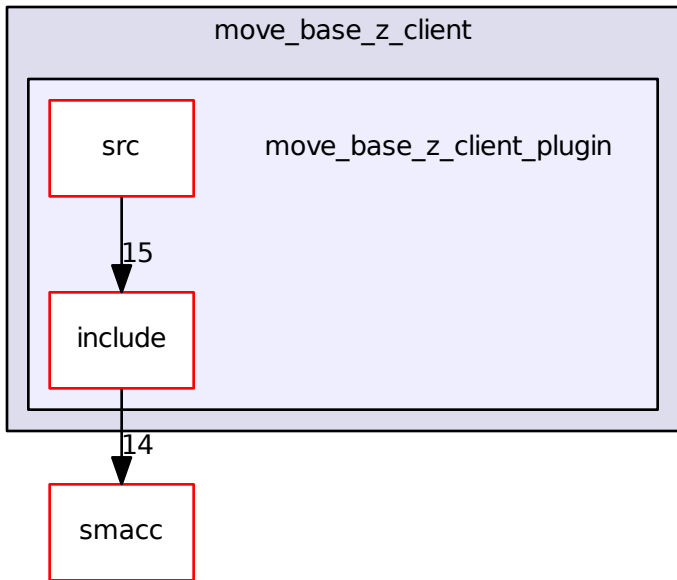 move_base_z_client
src
move_base_z_client_plugin
15
include
14
smacc